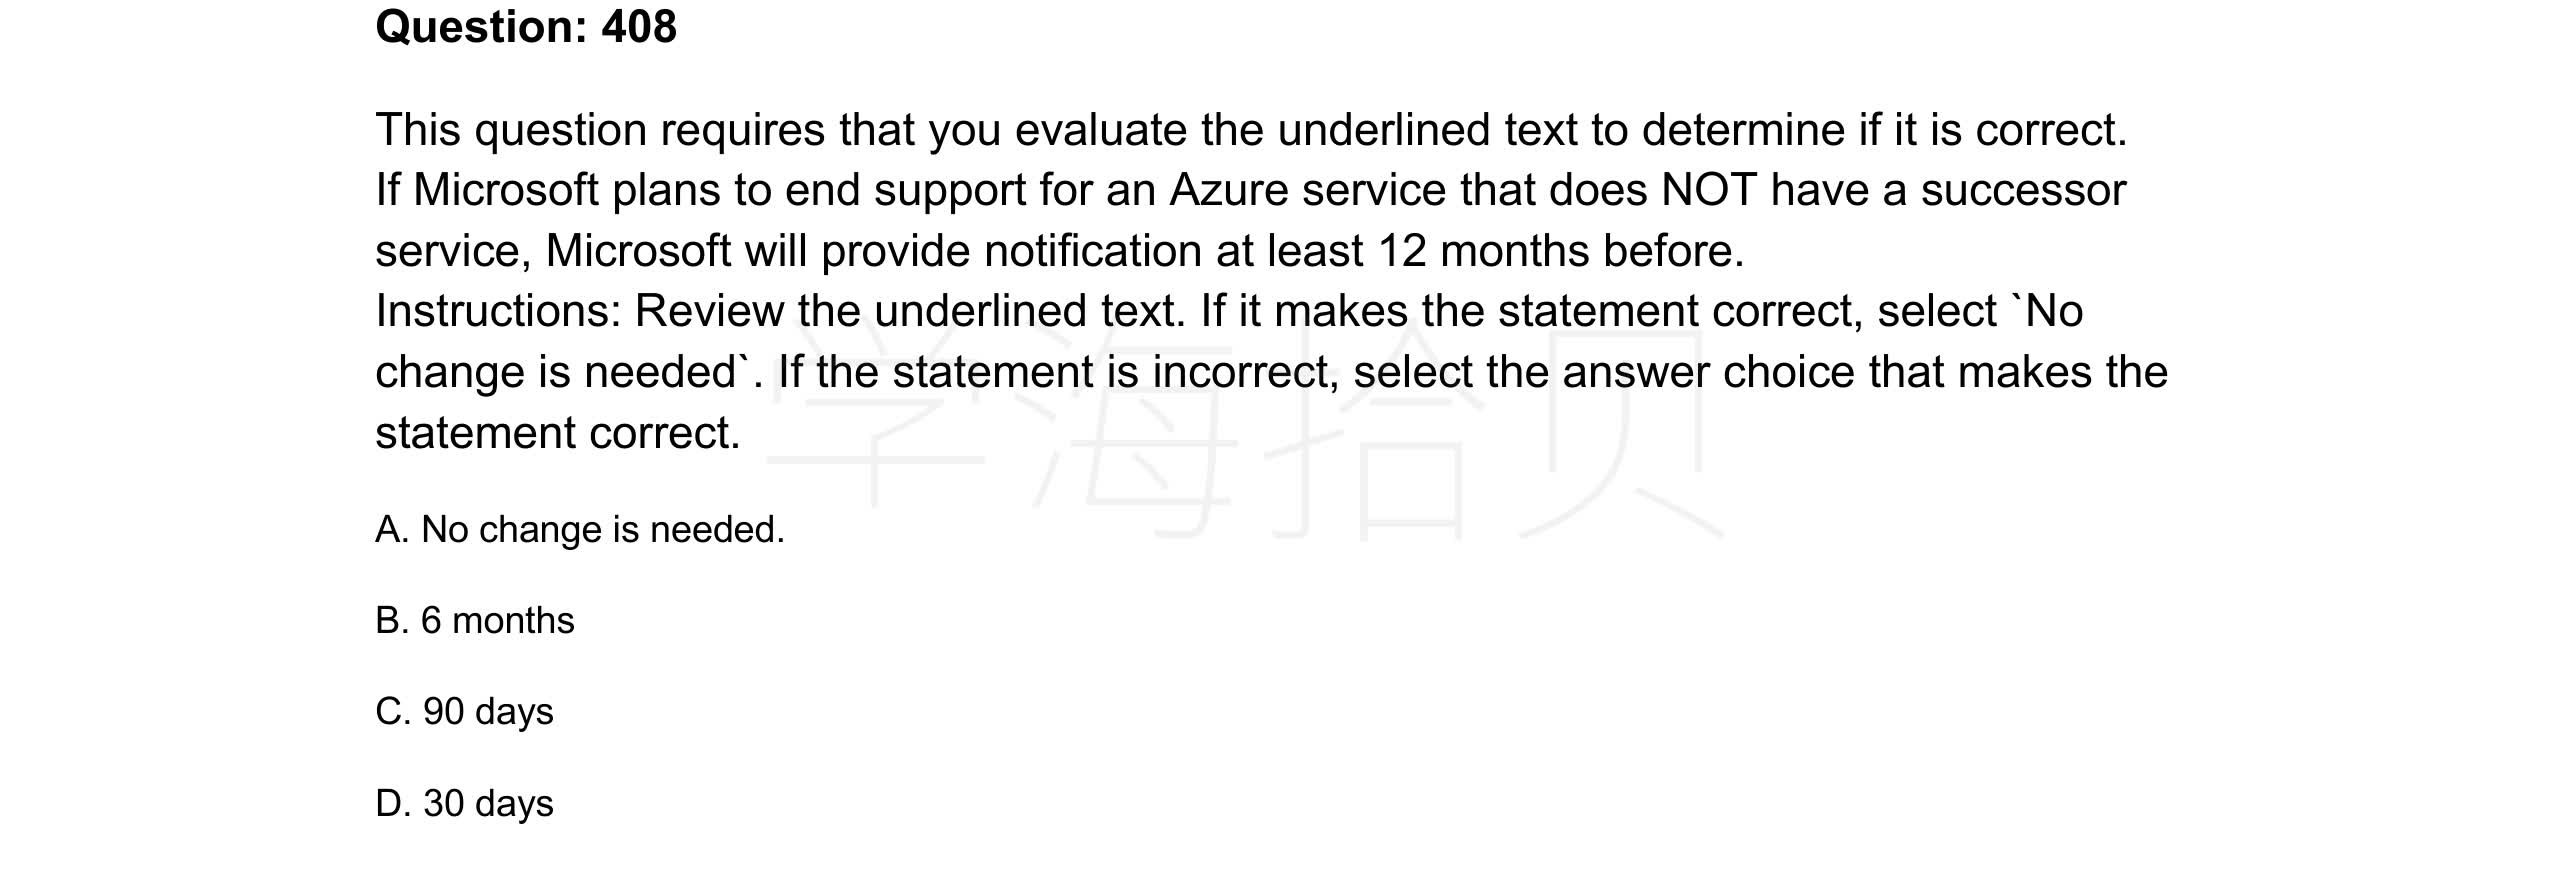 Question: 408
This question requires that you evaluate the underlined text to determine if it is correct.
If Microsoft plans to end support for an Azure service that does NOT have a successor
service, Microsoft will provide notification at least 12 months before.
Instructions: Review the underlined text. If it makes the statement correct, select `No
change is needed`. If the statement is incorrect, select the answer choice that makes the
statement correct.
学海拾贝
A. No change is needed.
B. 6 months
C. 90 days
D. 30 days